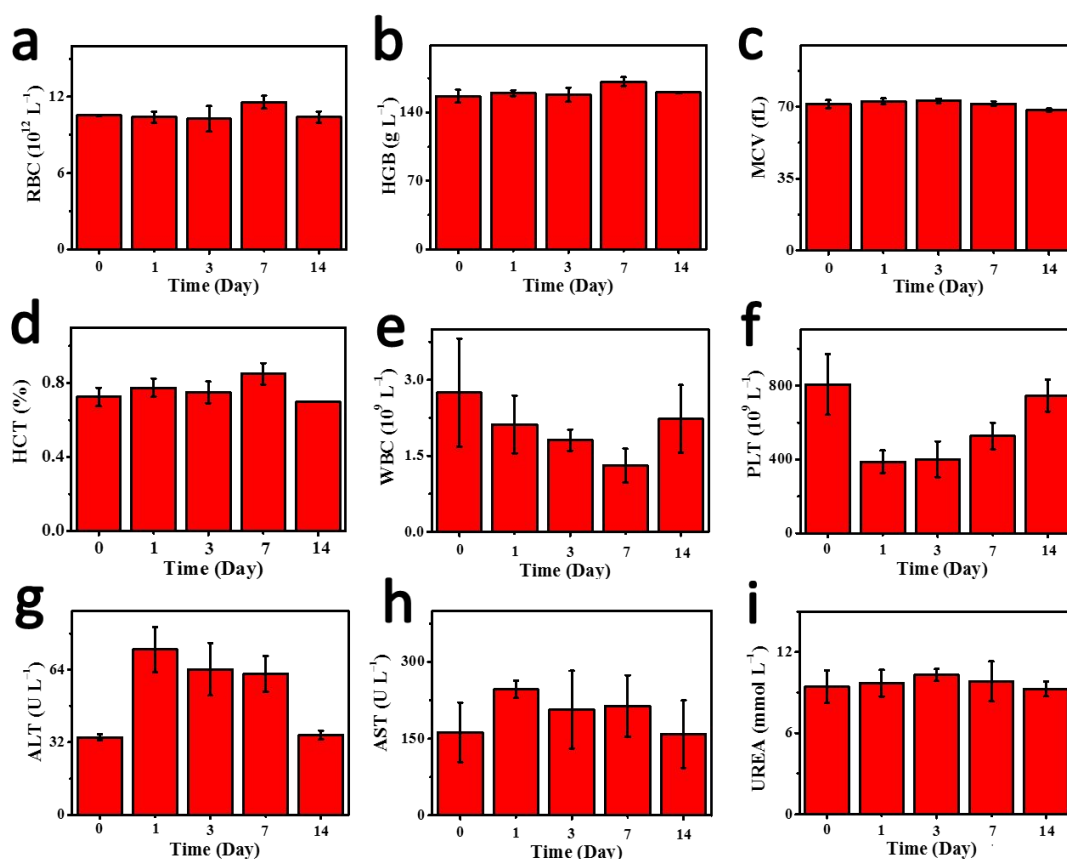 a
RBC (10¹² L⁻¹)
12
6
0
0 1 3 7 14
Time (Day)
b
HGB (g L⁻¹)
140
70
0
0 1 3 7 14
Time (Day)
c
MCV (fL)
70
35
0
0 1 3 7 14
Time (Day)
d
HCT (%)
0.8
0.4
0.0
0 1 3 7 14
Time (Day)
e
WBC (10⁹ L⁻¹)
3.0
1.5
0.0
0 1 3 7 14
Time (Day)
f
PLT (10⁹ L⁻¹)
800
400
0
0 1 3 7 14
Time (Day)
g
ALT (U L⁻¹)
64
32
0
0 1 3 7 14
Time (Day)
h
AST (U L⁻¹)
300
150
0
0 1 3 7 14
Time (Day)
i
UREA (mmol L⁻¹)
12
6
0
0 1 3 7 14
Time (Day)